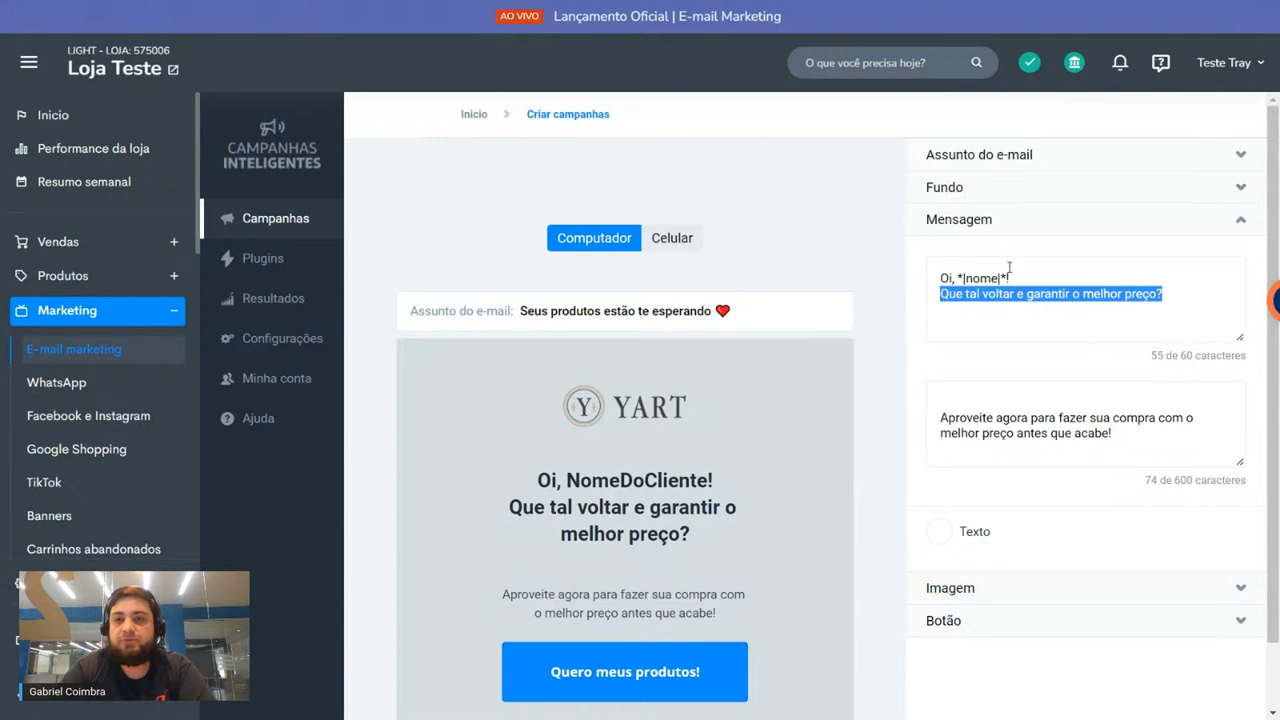 AO VIVO Lançamento Oficial | E-mail Marketing
LIGHT - LOJA: 575006
Loja Teste
O que você precisa hoje?
Teste Tray
Inicio
Performance da loja
Resumo semanal
Vendas
Produtos
Marketing
E-mail marketing
WhatsApp
Facebook e Instagram
Google Shopping
TikTok
Banners
Carrinhos abandonados
Gabriel Coimbra
CAMPANHAS
INTELIGENTES
Campanhas
Plugins
Resultados
Configurações
Minha conta
Ajuda
Inicio
Criar campanhas
Computador
Celular
Assunto do e-mail: Seus produtos estão te esperando
Y YART
Oi, NomeDoCliente!
Que tal voltar e garantir o
melhor preço?
Aproveite agora para fazer sua compra com
o melhor preço antes que acabe!
Quero meus produtos!
Assunto do e-mail
Fundo
Mensagem
Oi, *|nome|*!
Que tal voltar e garantir o melhor preço?
55 de 60 caracteres
Aproveite agora para fazer sua compra com o
melhor preço antes que acabe!
74 de 600 caracteres
Texto
Imagem
Botão